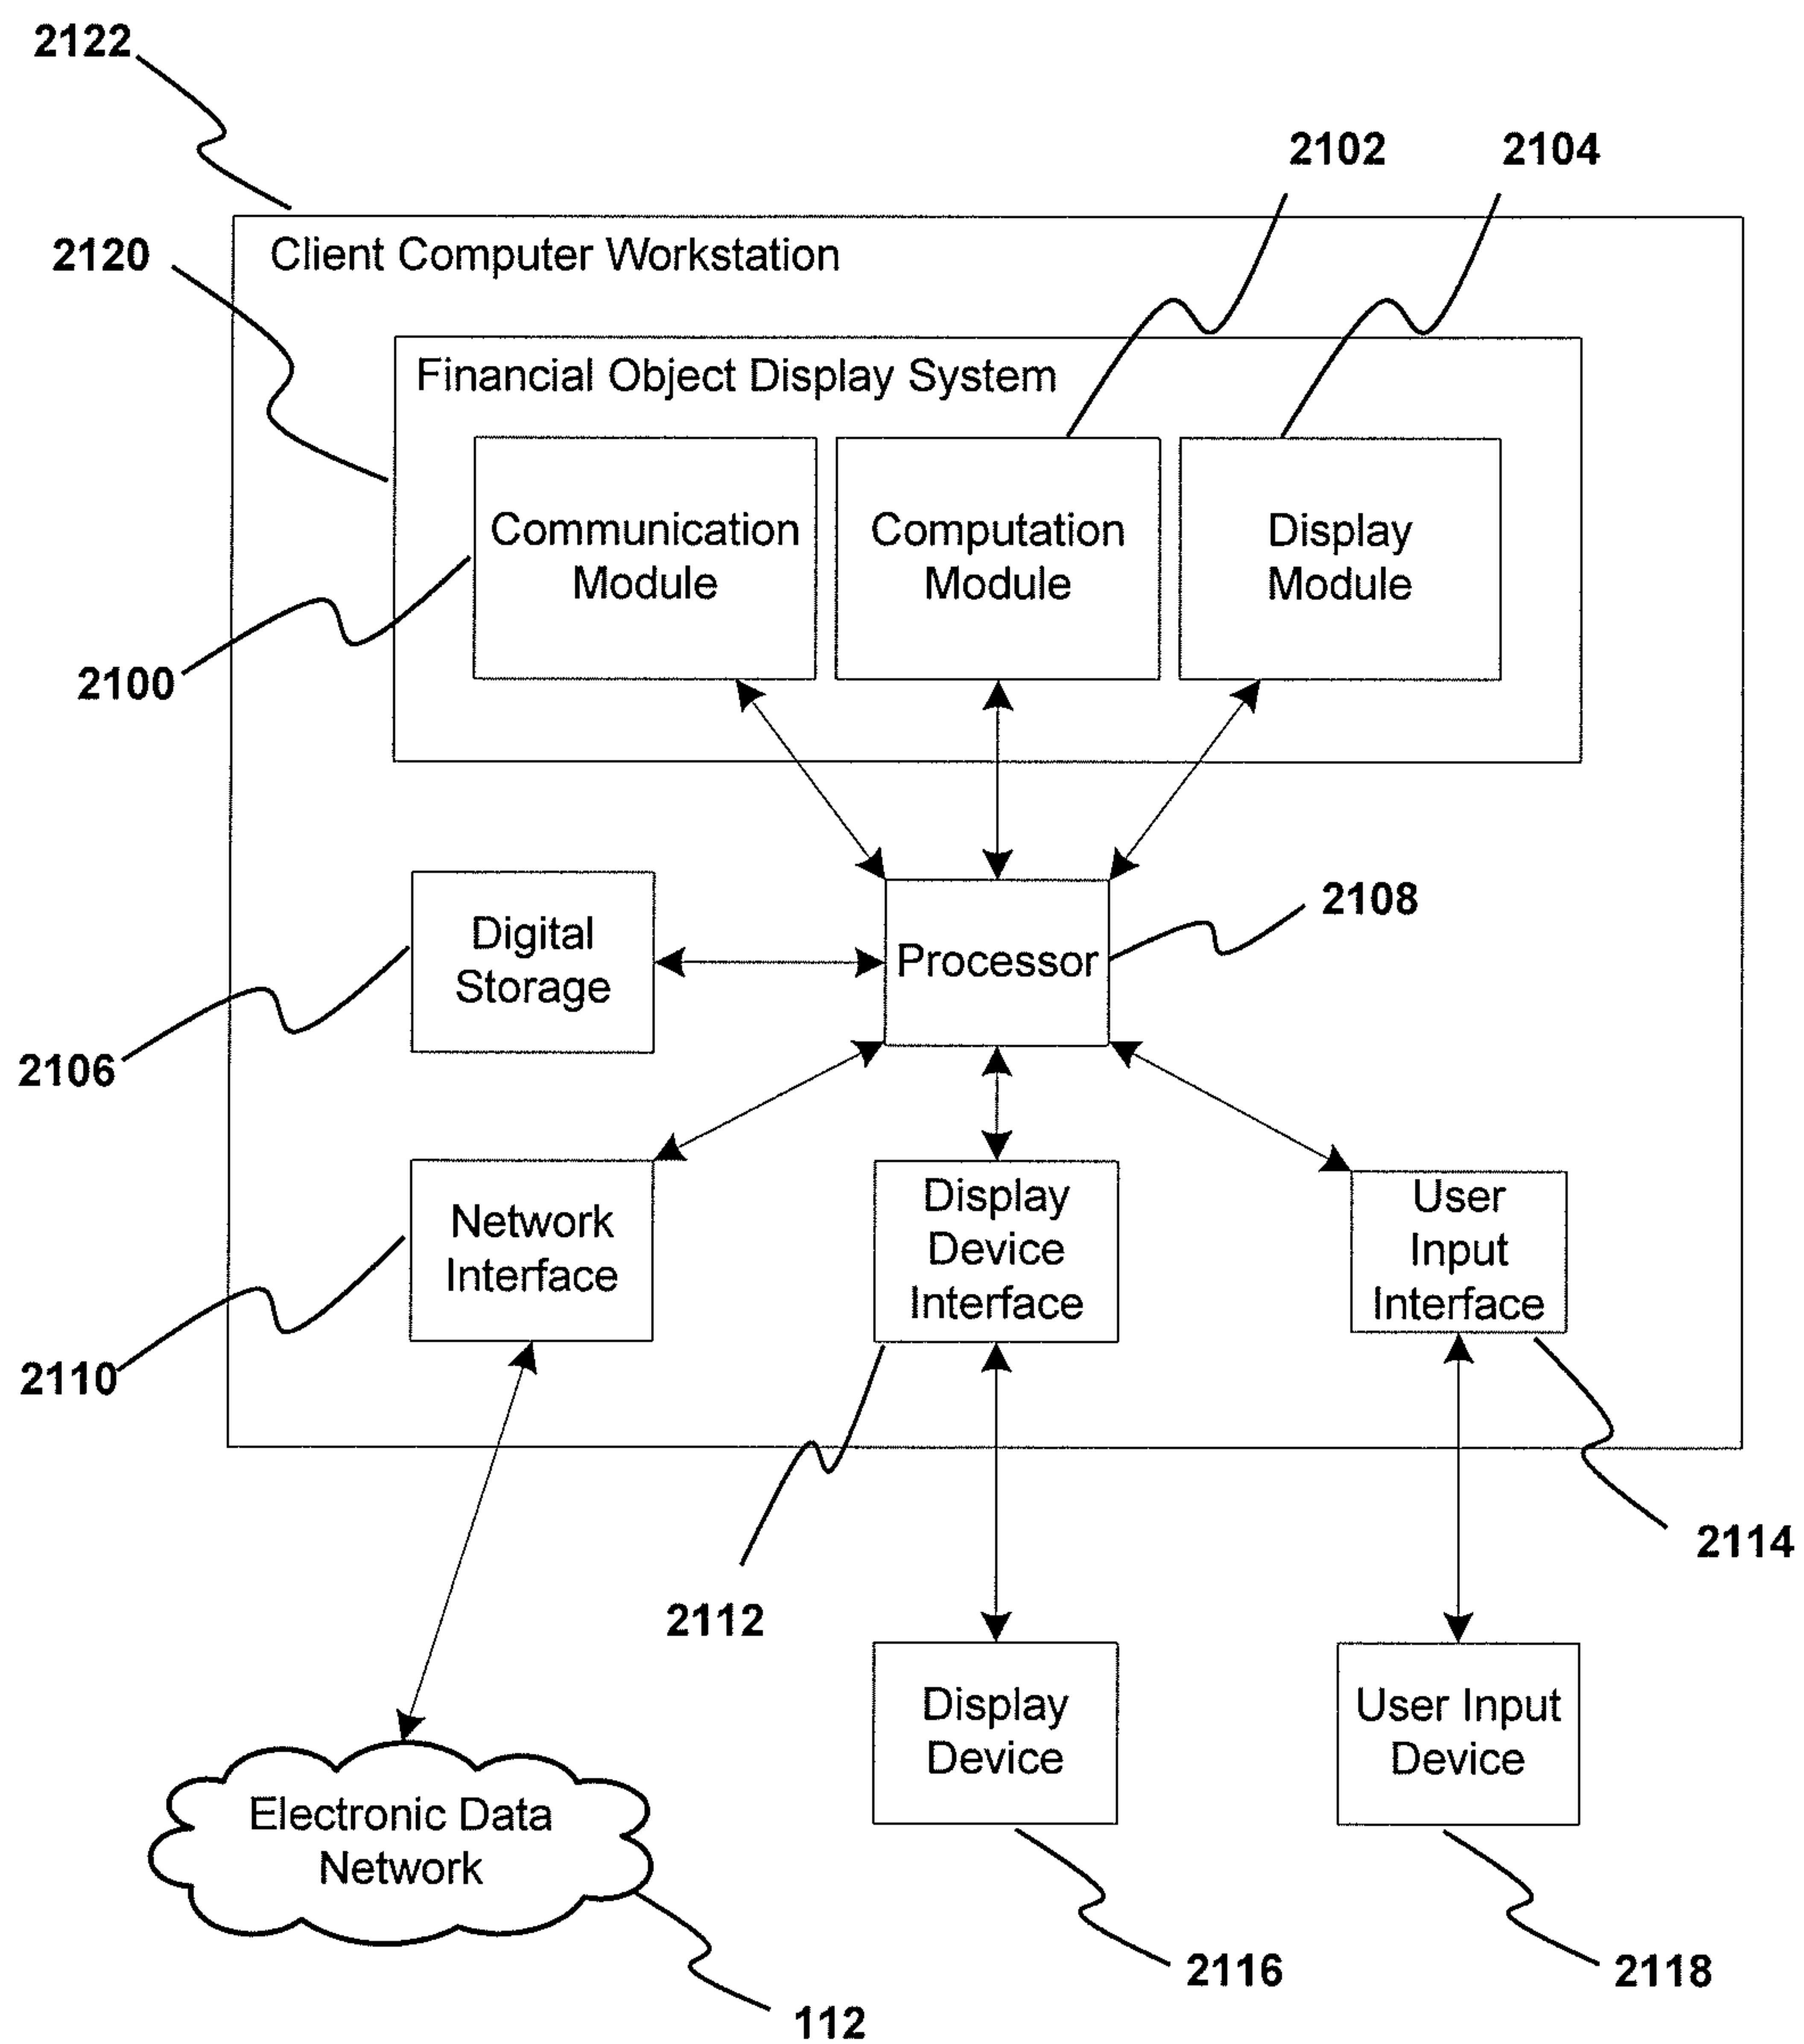 2122
2102
2104
2120
Client Computer Workstation
Financial Object Display System
Communication
Module
Computation
Module
Display
Module
2100
2108
Digital
Storage
Processor
2106
Network
Interface
Display
Device
Interface
User
Input
Interface
2110
2114
2112
Display
Device
User Input
Device
Electronic Data
Network
2116
2118
112